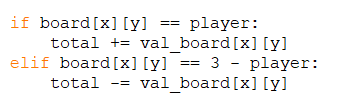 if board[x][y] == player:
    total += val_board[x][y]
elif board[x][y] == 3 - player:
    total -= val_board[x][y]